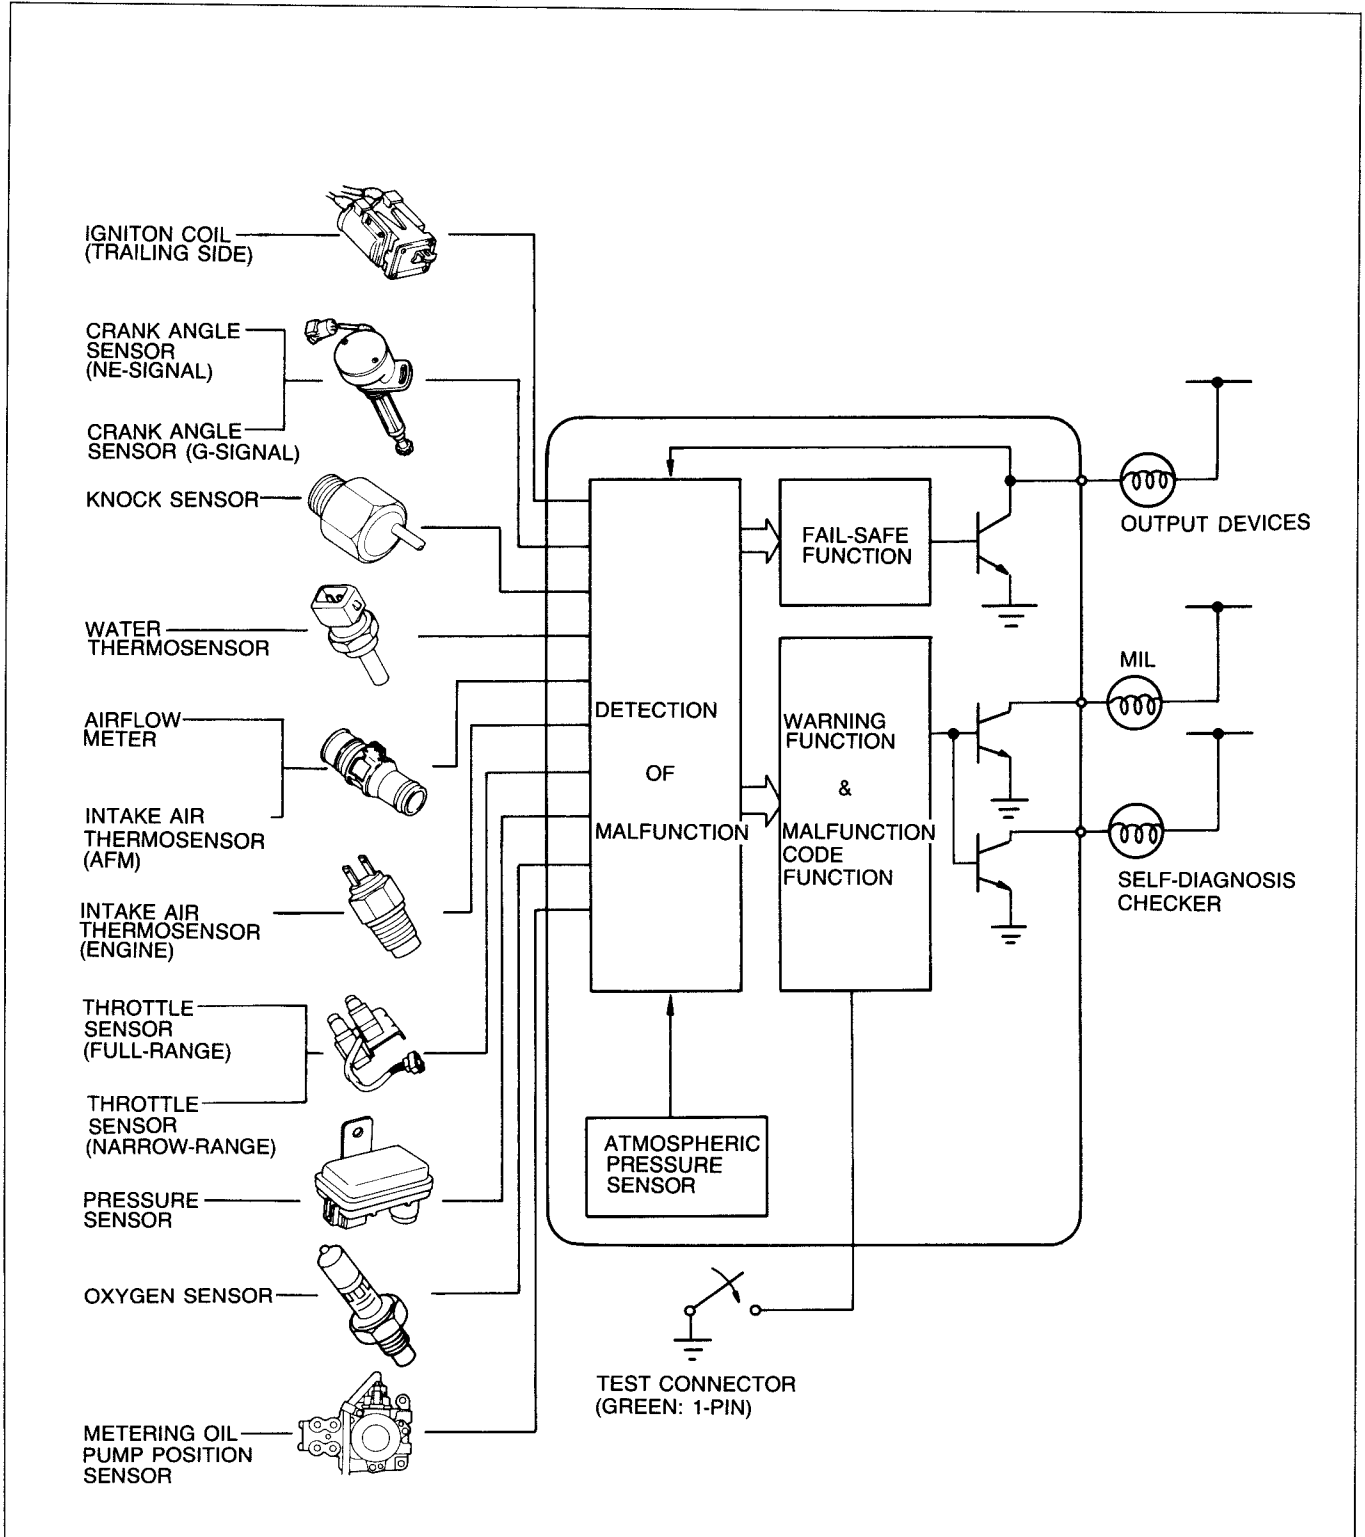 IGNITON COIL
(TRAILING SIDE)
CRANK ANGLE
SENSOR
(NE-SIGNAL)
CRANK ANGLE
SENSOR (G-SIGNAL)
KNOCK SENSOR
WATER
THERMOSENSOR
AIRFLOW
METER
INTAKE AIR
THERMOSENSOR
(AFM)
INTAKE AIR
THERMOSENSOR
(ENGINE)
THROTTLE
SENSOR
(FULL-RANGE)
THROTTLE
SENSOR
(NARROW-RANGE)
PRESSURE
SENSOR
OXYGEN SENSOR
METERING OIL
PUMP POSITION
SENSOR
DETECTION
OF
MALFUNCTION
FAIL-SAFE
FUNCTION
WARNING
FUNCTION
&
MALFUNCTION
CODE
FUNCTION
ATMOSPHERIC
PRESSURE
SENSOR
TEST CONNECTOR
(GREEN: 1-PIN)
OUTPUT DEVICES
MIL
SELF-DIAGNOSIS
CHECKER